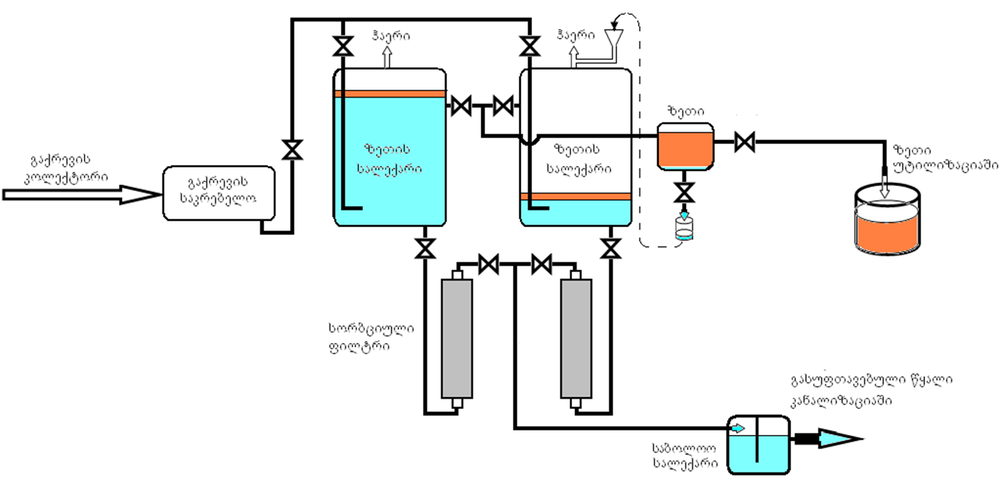 ჰაერი
ჰაერი
ზეთი
ზეთის
სალექარი
ზეთის
სალექარი
ზეთი
უტილიზაციაში
გაქრევის
კოლექტორი
გაქრევის
საკრებელო
სორბციული
ფილტრი
გასუფთავებული წყალი
კანალიზაციაში
საბოლოო
სალექარი